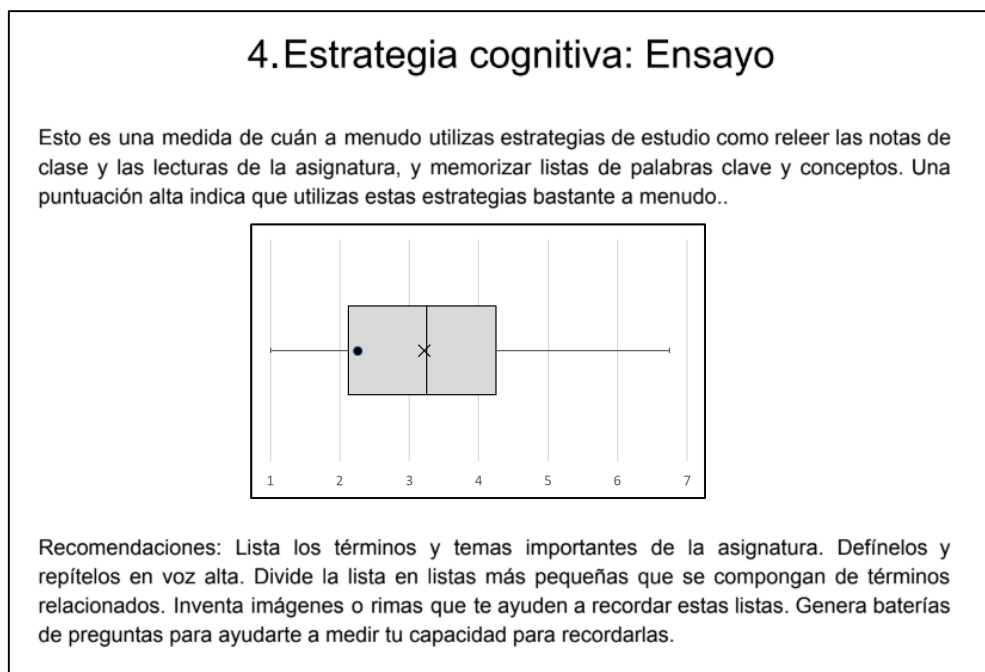 4.Estrategia cognitiva: Ensayo
Esto es una medida de cuán a menudo utilizas estrategias de estudio como releer las notas de
clase y las lecturas de la asignatura, y memorizar listas de palabras clave y conceptos. Una
puntuación alta indica que utilizas estas estrategias bastante a menudo..
1 2 3 4 5 6 7
Recomendaciones: Lista los términos y temas importantes de la asignatura. Defínelos y
repítelos en voz alta. Divide la lista en listas más pequeñas que se compongan de términos
relacionados. Inventa imágenes o rimas que te ayuden a recordar estas listas. Genera baterías
de preguntas para ayudarte a medir tu capacidad para recordarlas.